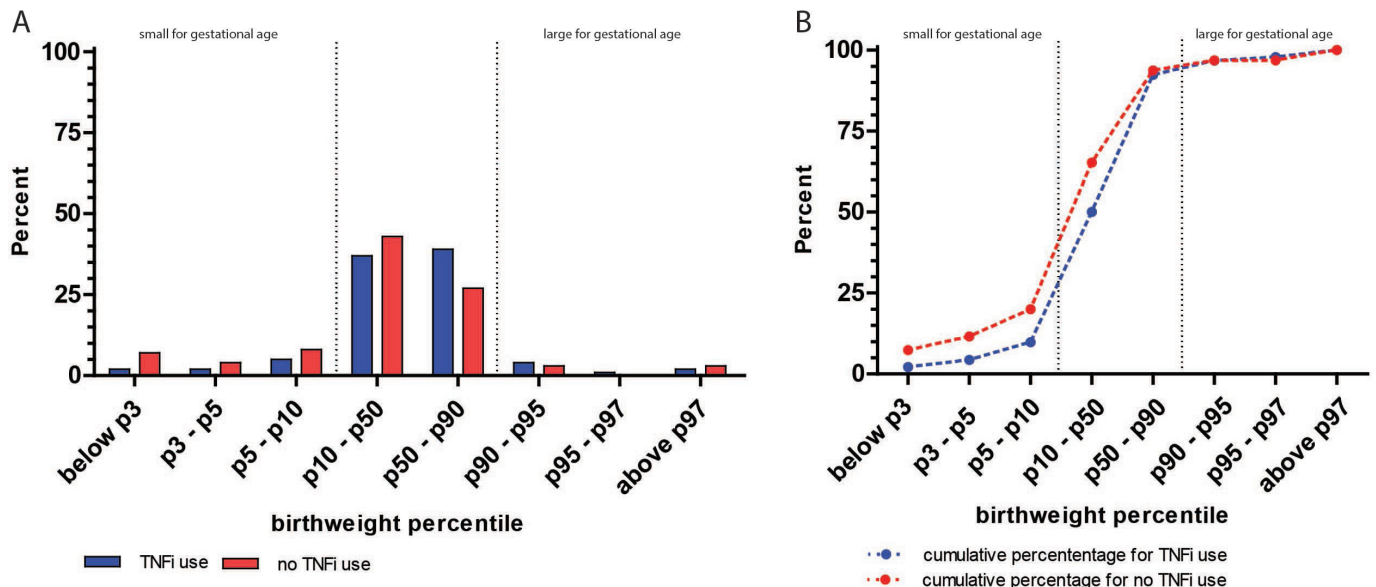 A
small for gestational age
large for gestational age
100
75
50
25
0
Percent
below p3
p3 - p5
p5 - p10
p10 - p50
p50 - p90
p90 - p95
p95 - p97
above p97
birthweight percentile
TNFi use
no TNFi use
B
small for gestational age
large for gestational age
100
75
50
25
0
Percent
below p3
p3 - p5
p5 - p10
p10 - p50
p50 - p90
p90 - p95
p95 - p97
above p97
birthweight percentile
cumulative percententage for TNFi use
cumulative percentage for no TNFi use